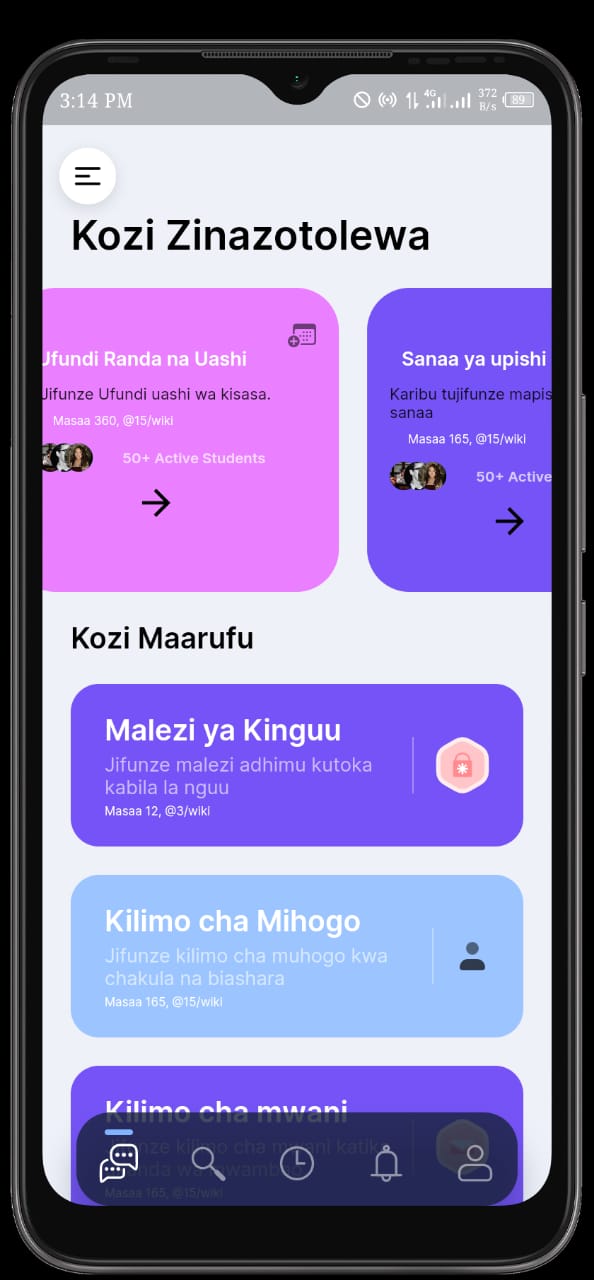 3:14 PM
4G
372 B/s
89
Kozi Zinazotolewa
Ufundi Randa na Uashi
Jifunze Ufundi uashi wa kisasa.
Masaa 360, @15/wiki
50+ Active Students
Sanaa ya upishi
Karibu tujifunze mapis
sanaa
Masaa 165, @15/wiki
50+ Active
Kozi Maarufu
Malezi ya Kinguu
Jifunze malezi adhimu kutoka
kabila la nguu
Masaa 12, @3/wiki
Kilimo cha Mihogo
Jifunze kilimo cha muhogo kwa
chakula na biashara
Masaa 165, @15/wiki
Kilimo cha mwani
Jifunze kilimo cha mwani katika
Masaa 165, @15/wiki